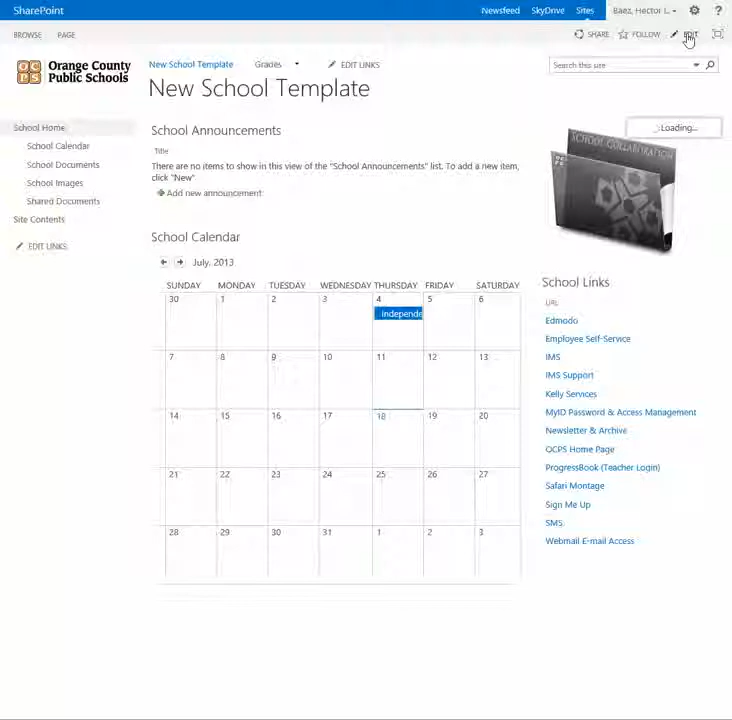 SharePoint
Newsfeed SkyDrive Sites Baez, Hector L. ?
BROWSE PAGE
SHARE FOLLOW EDIT
OCPS Orange County Public Schools
New School Template Grades EDIT LINKS
Search this site
New School Template
School Home
School Calendar
School Documents
School Images
Shared Documents
Site Contents
EDIT LINKS
School Announcements
Title
There are no items to show in this view of the "School Announcements" list. To add a new item,
click "New".
Add new announcement
School Calendar
July, 2013
SUNDAY MONDAY TUESDAY WEDNESDAY THURSDAY FRIDAY SATURDAY
30 1 2 3 4 5 6
Independe
7 8 9 10 11 12 13
14 15 16 17 18 19 20
21 22 23 24 25 26 27
28 29 30 31 1 2 3
Loading...
SCHOOL COLLABORATION
School Links
URL
Edmodo
Employee Self-Service
IMS
IMS Support
Kelly Services
MyID Password & Access Management
Newsletter & Archive
OCPS Home Page
ProgressBook (Teacher Login)
Safari Montage
Sign Me Up
SMS
Webmail E-mail Access